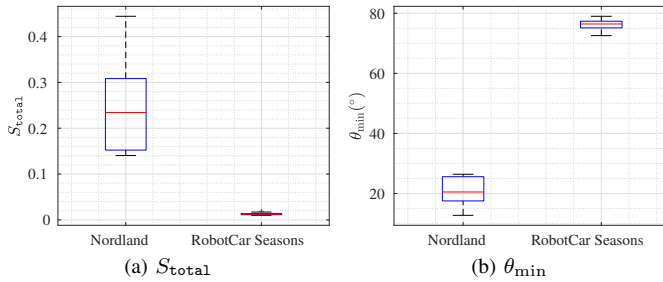 0.4
0.3
0.2
0.1
0
S_total
Nordland RobotCar Seasons
(a) S_total
80
60
40
20
θ_min(°)
Nordland RobotCar Seasons
(b) θ_min